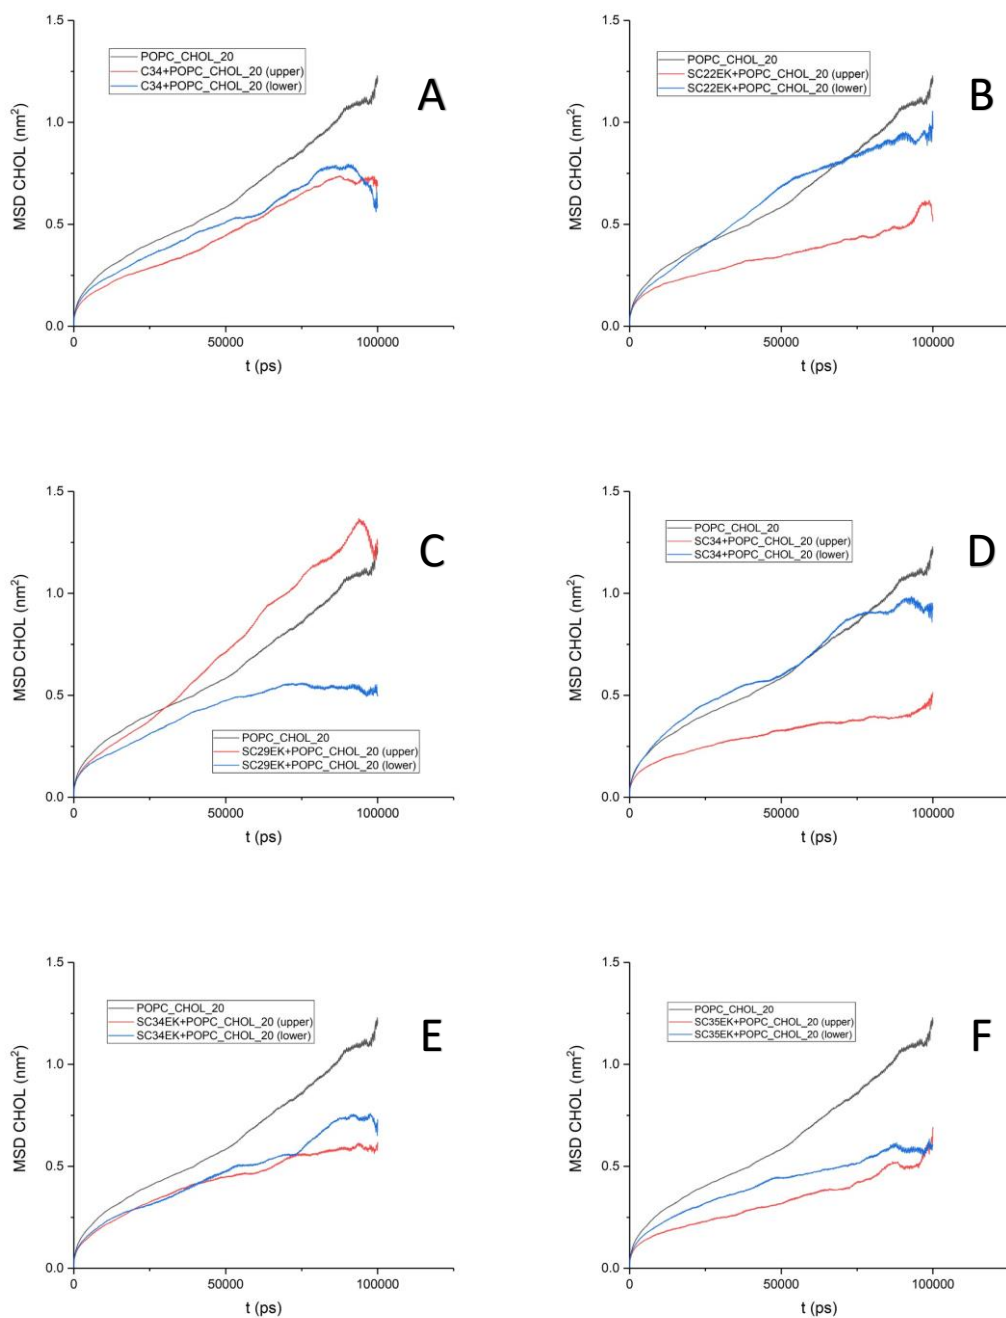 1.5
POPC_CHOL_20
C34+POPC_CHOL_20 (upper)
C34+POPC_CHOL_20 (lower)
A
1.0
MSD CHOL (nm²)
0.5
0.0
0
50000
100000
t (ps)
1.5
POPC_CHOL_20
SC22EK+POPC_CHOL_20 (upper)
SC22EK+POPC_CHOL_20 (lower)
B
1.0
MSD CHOL (nm²)
0.5
0.0
0
50000
100000
t (ps)
1.5
C
1.0
MSD CHOL (nm²)
0.5
POPC_CHOL_20
SC29EK+POPC_CHOL_20 (upper)
SC29EK+POPC_CHOL_20 (lower)
0.0
0
50000
100000
t (ps)
1.5
POPC_CHOL_20
SC34+POPC_CHOL_20 (upper)
SC34+POPC_CHOL_20 (lower)
D
1.0
MSD CHOL (nm²)
0.5
0.0
0
50000
100000
t (ps)
1.5
POPC_CHOL_20
SC34EK+POPC_CHOL_20 (upper)
SC34EK+POPC_CHOL_20 (lower)
E
1.0
MSD CHOL (nm²)
0.5
0.0
0
50000
100000
t (ps)
1.5
POPC_CHOL_20
SC35EK+POPC_CHOL_20 (upper)
SC35EK+POPC_CHOL_20 (lower)
F
1.0
MSD CHOL (nm²)
0.5
0.0
0
50000
100000
t (ps)